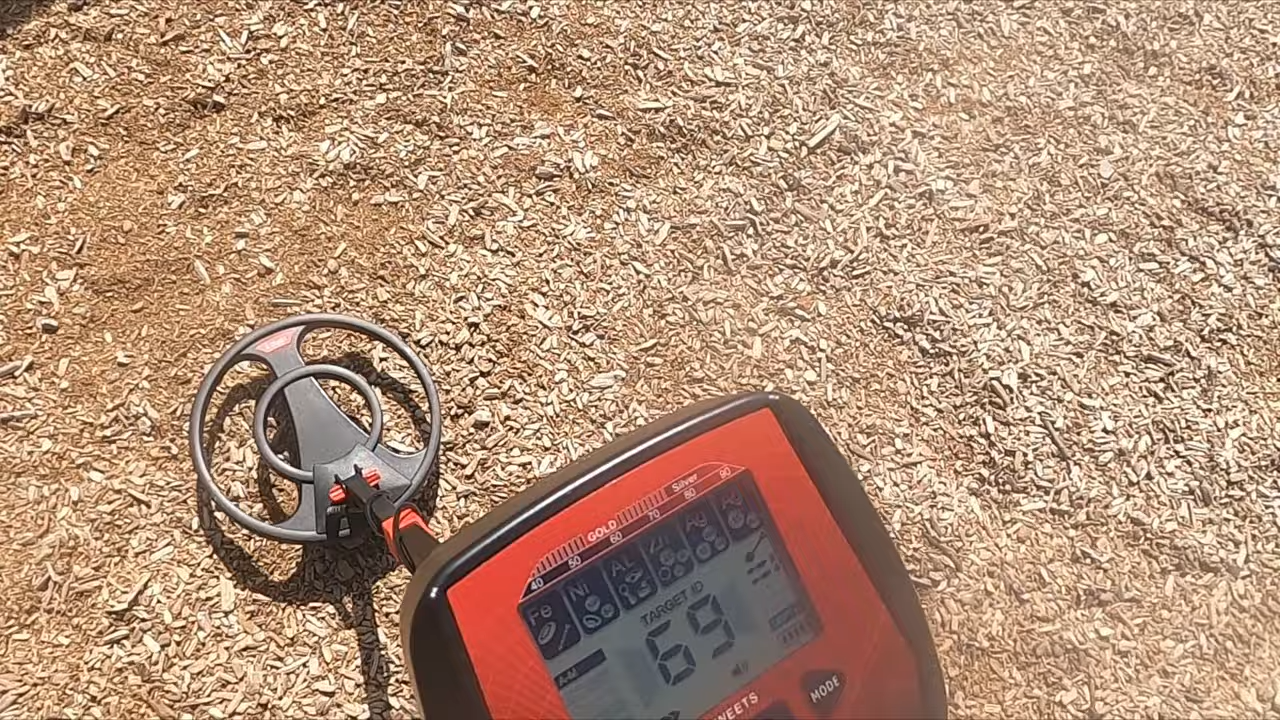 40 50 GOLD 60 70 Silver 80 90
Fe Ni AL Zn Ag Ag
TARGET ID
69
A-M
MODE